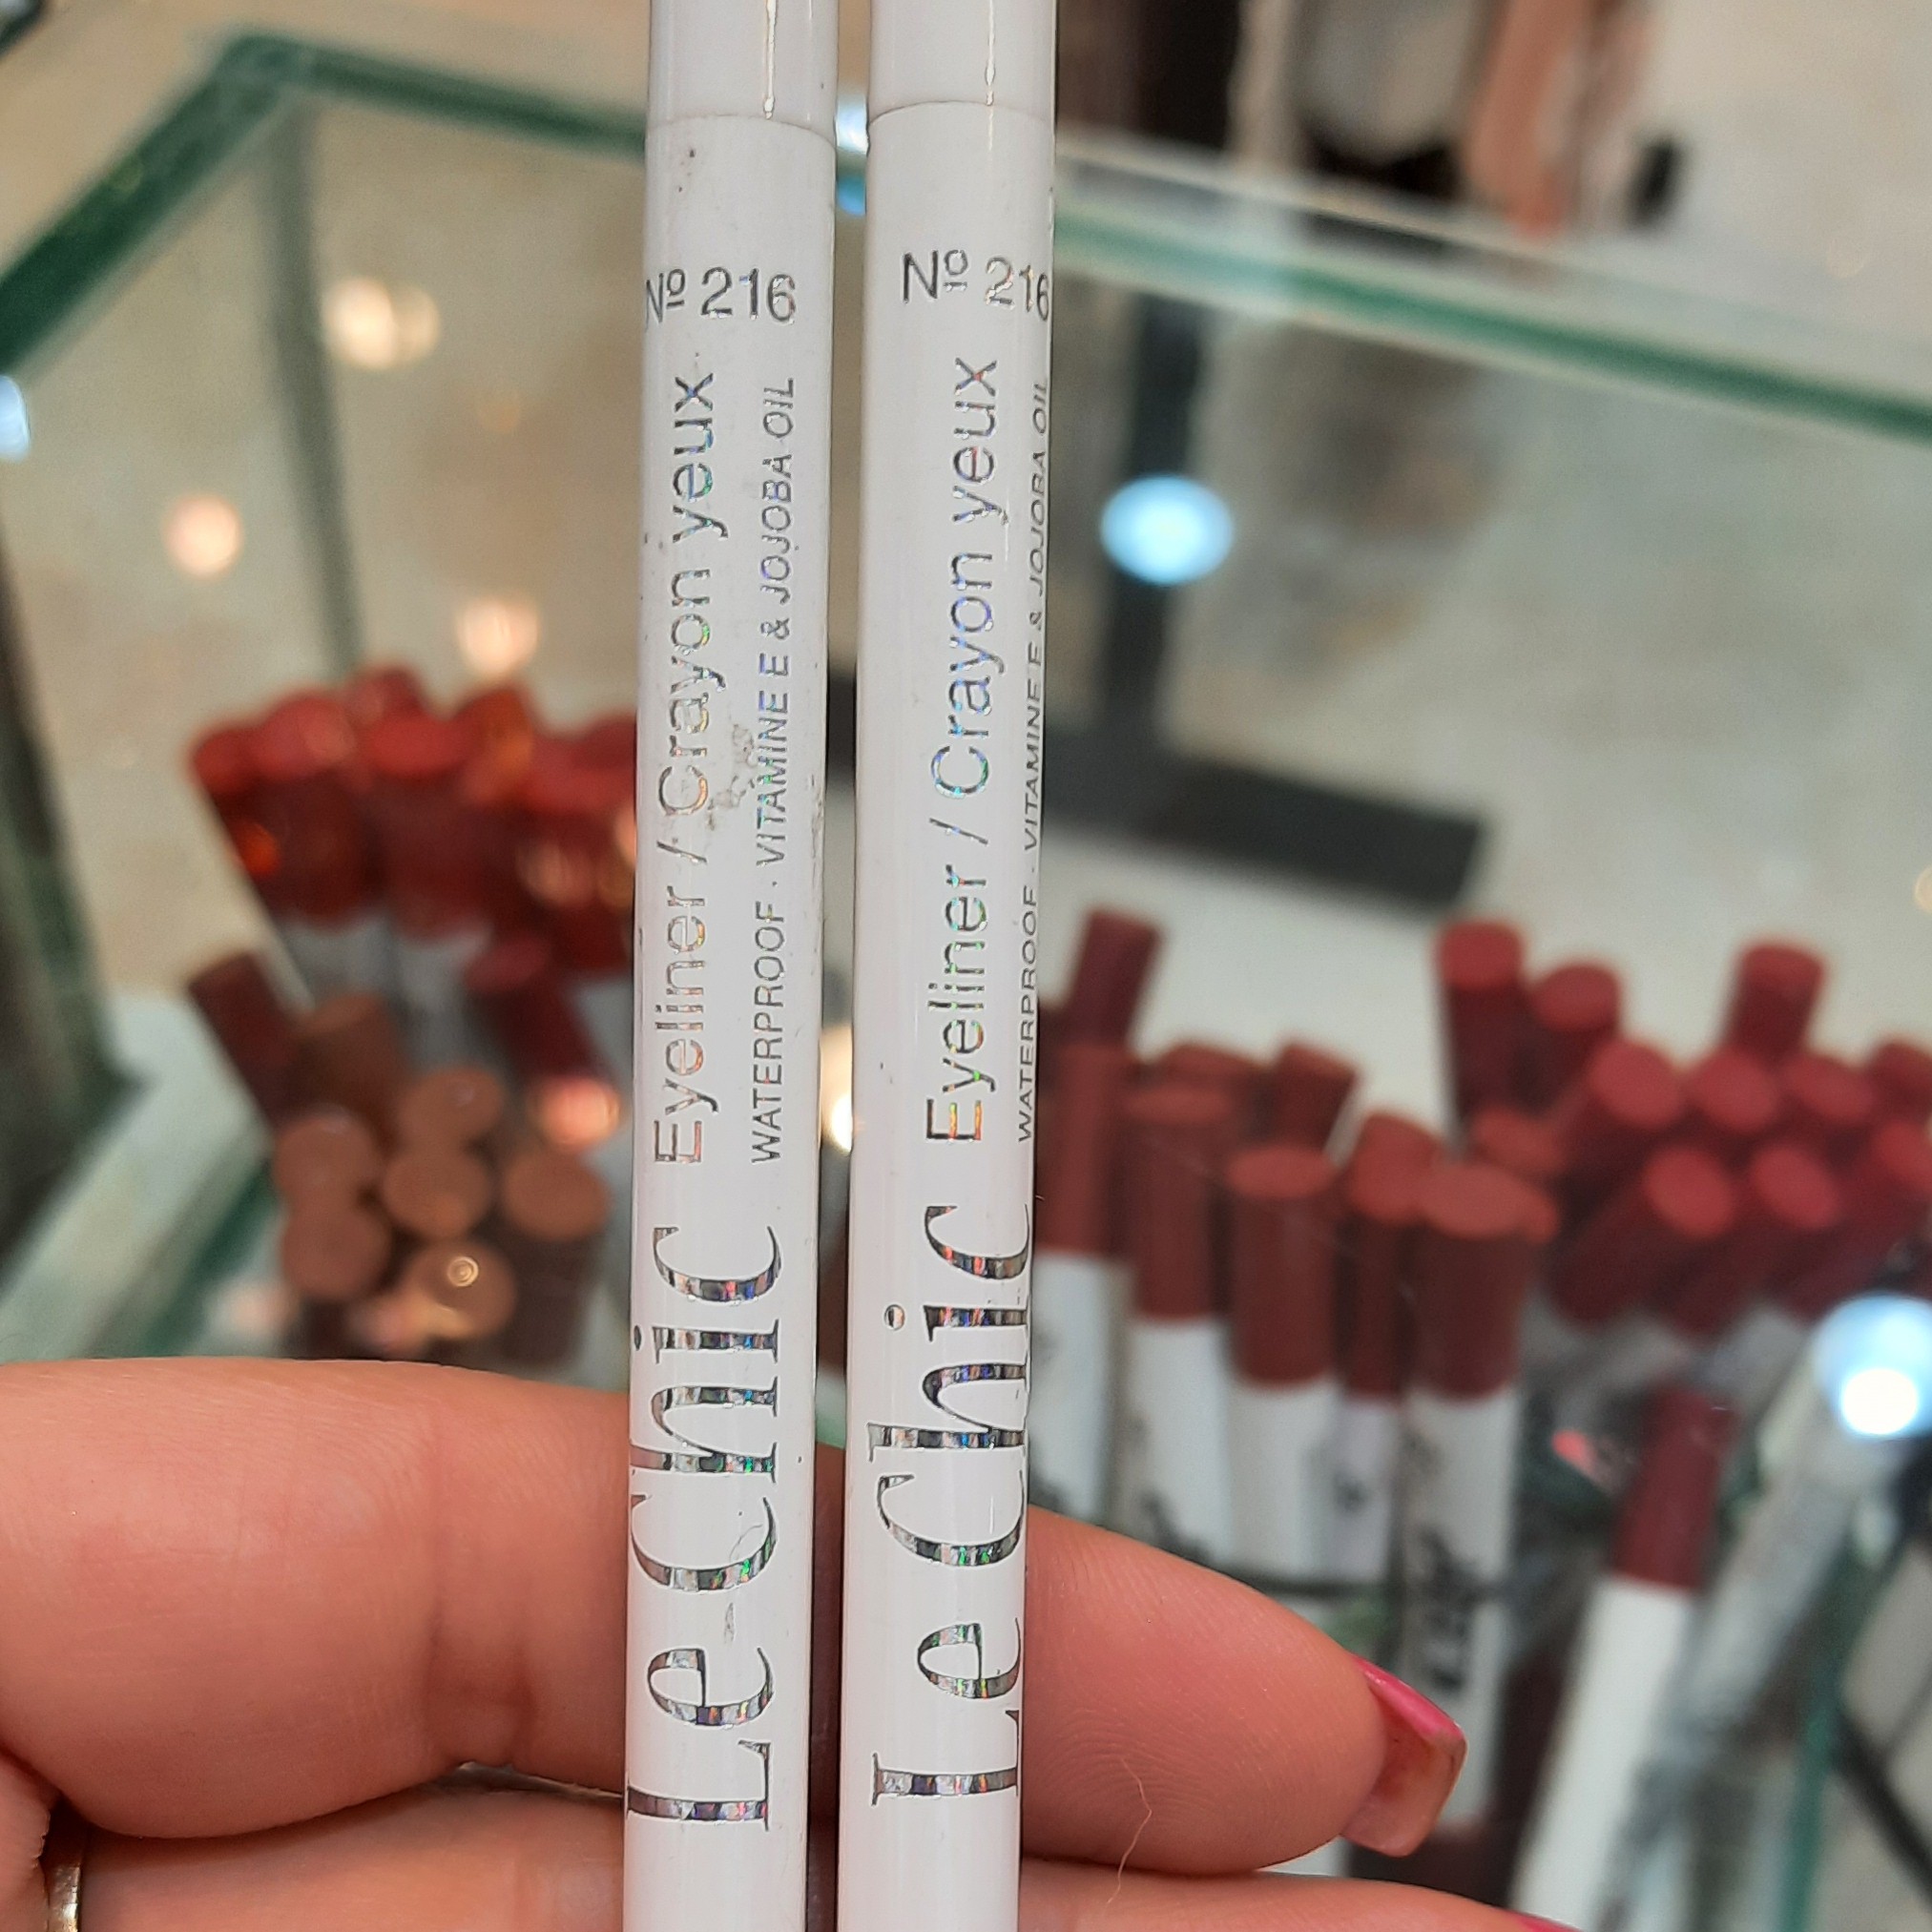 Nº 216
Le Chic Eyeliner / Crayon yeux
WATERPROOF . VITAMINE E & JOJOBA OIL
Nº 216
Le Chic Eyeliner / Crayon yeux
WATERPROOF . VITAMINE E & JOJOBA OIL